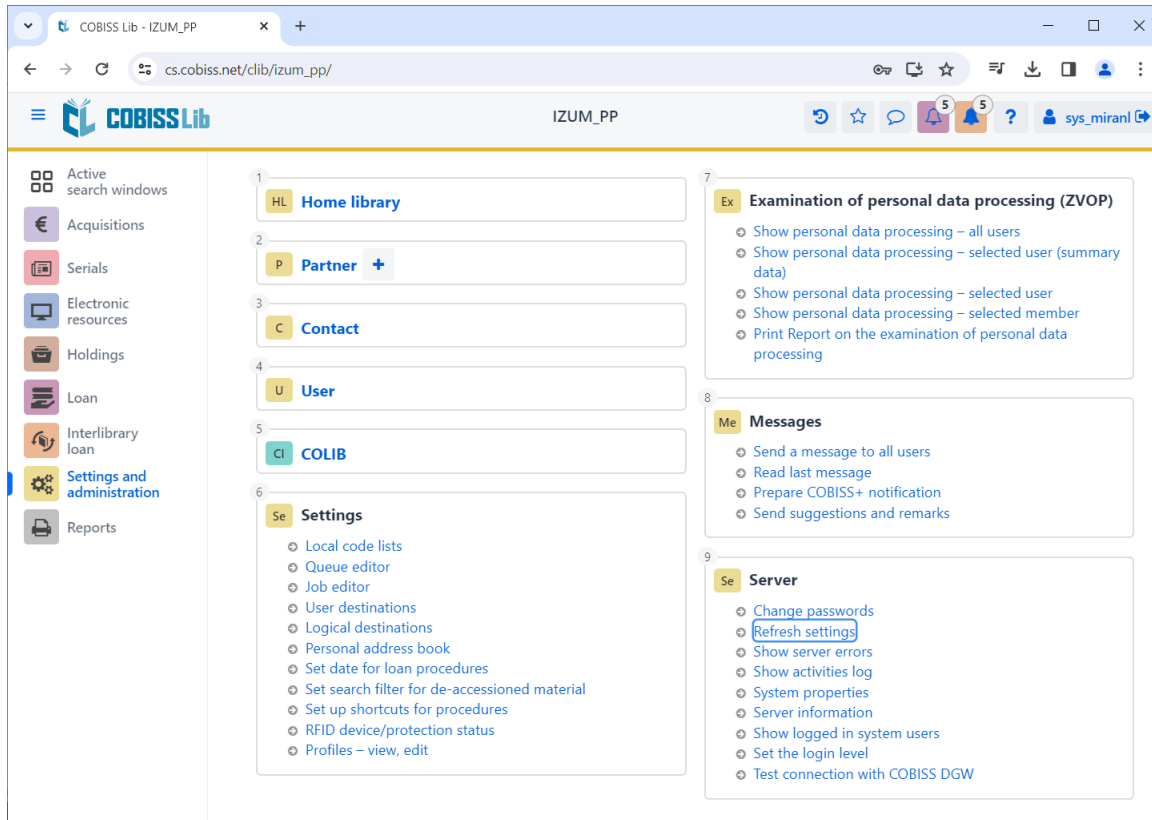 COBISS Lib - IZUM_PP
cs.cobiss.net/clib/izum_pp/
COBISS Lib
IZUM_PP
5
5
?
sys_miranl
Active
search windows
€
Acquisitions
Serials
Electronic
resources
Holdings
Loan
Interlibrary
loan
Settings and
administration
Reports
1
HL Home library
2
P Partner +
3
C Contact
4
U User
5
CI COLIB
6
Se Settings
Local code lists
Queue editor
Job editor
User destinations
Logical destinations
Personal address book
Set date for loan procedures
Set search filter for de-accessioned material
Set up shortcuts for procedures
RFID device/protection status
Profiles – view, edit
7
Ex Examination of personal data processing (ZVOP)
Show personal data processing – all users
Show personal data processing – selected user (summary
data)
Show personal data processing – selected user
Show personal data processing – selected member
Print Report on the examination of personal data
processing
8
Me Messages
Send a message to all users
Read last message
Prepare COBISS+ notification
Send suggestions and remarks
9
Se Server
Change passwords
Refresh settings
Show server errors
Show activities log
System properties
Server information
Show logged in system users
Set the login level
Test connection with COBISS DGW